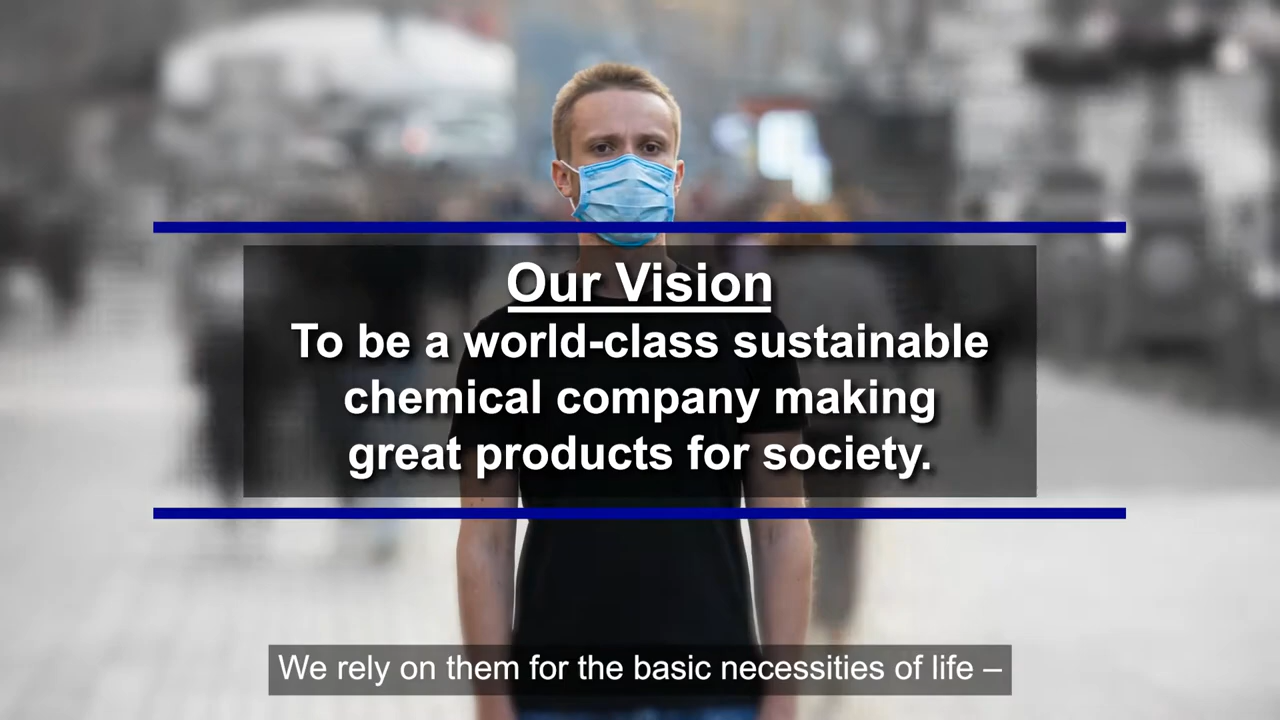 Our Vision
To be a world-class sustainable
chemical company making
great products for society.
We rely on them for the basic necessities of life –